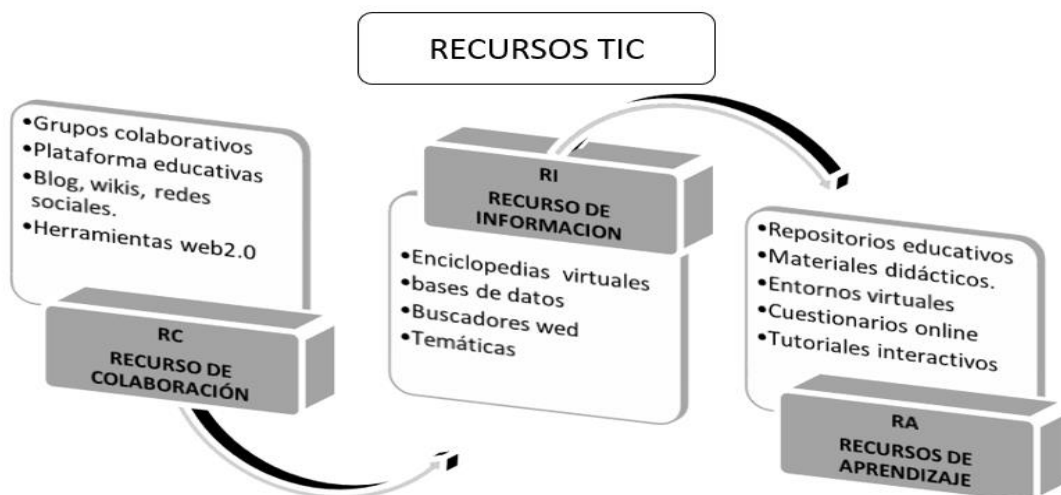 RECURSOS TIC
•Grupos colaborativos
•Plataforma educativas
•Blog, wikis, redes
sociales.
•Herramientas web2.0
RC
RECURSO DE
COLABORACIÓN
RI
RECURSO DE
INFORMACION
•Enciclopedias virtuales
•bases de datos
•Buscadores wed
•Temáticas
•Repositorios educativos
•Materiales didácticos.
•Entornos virtuales
•Cuestionarios online
•Tutoriales interactivos
RA
RECURSOS DE
APRENDIZAJE